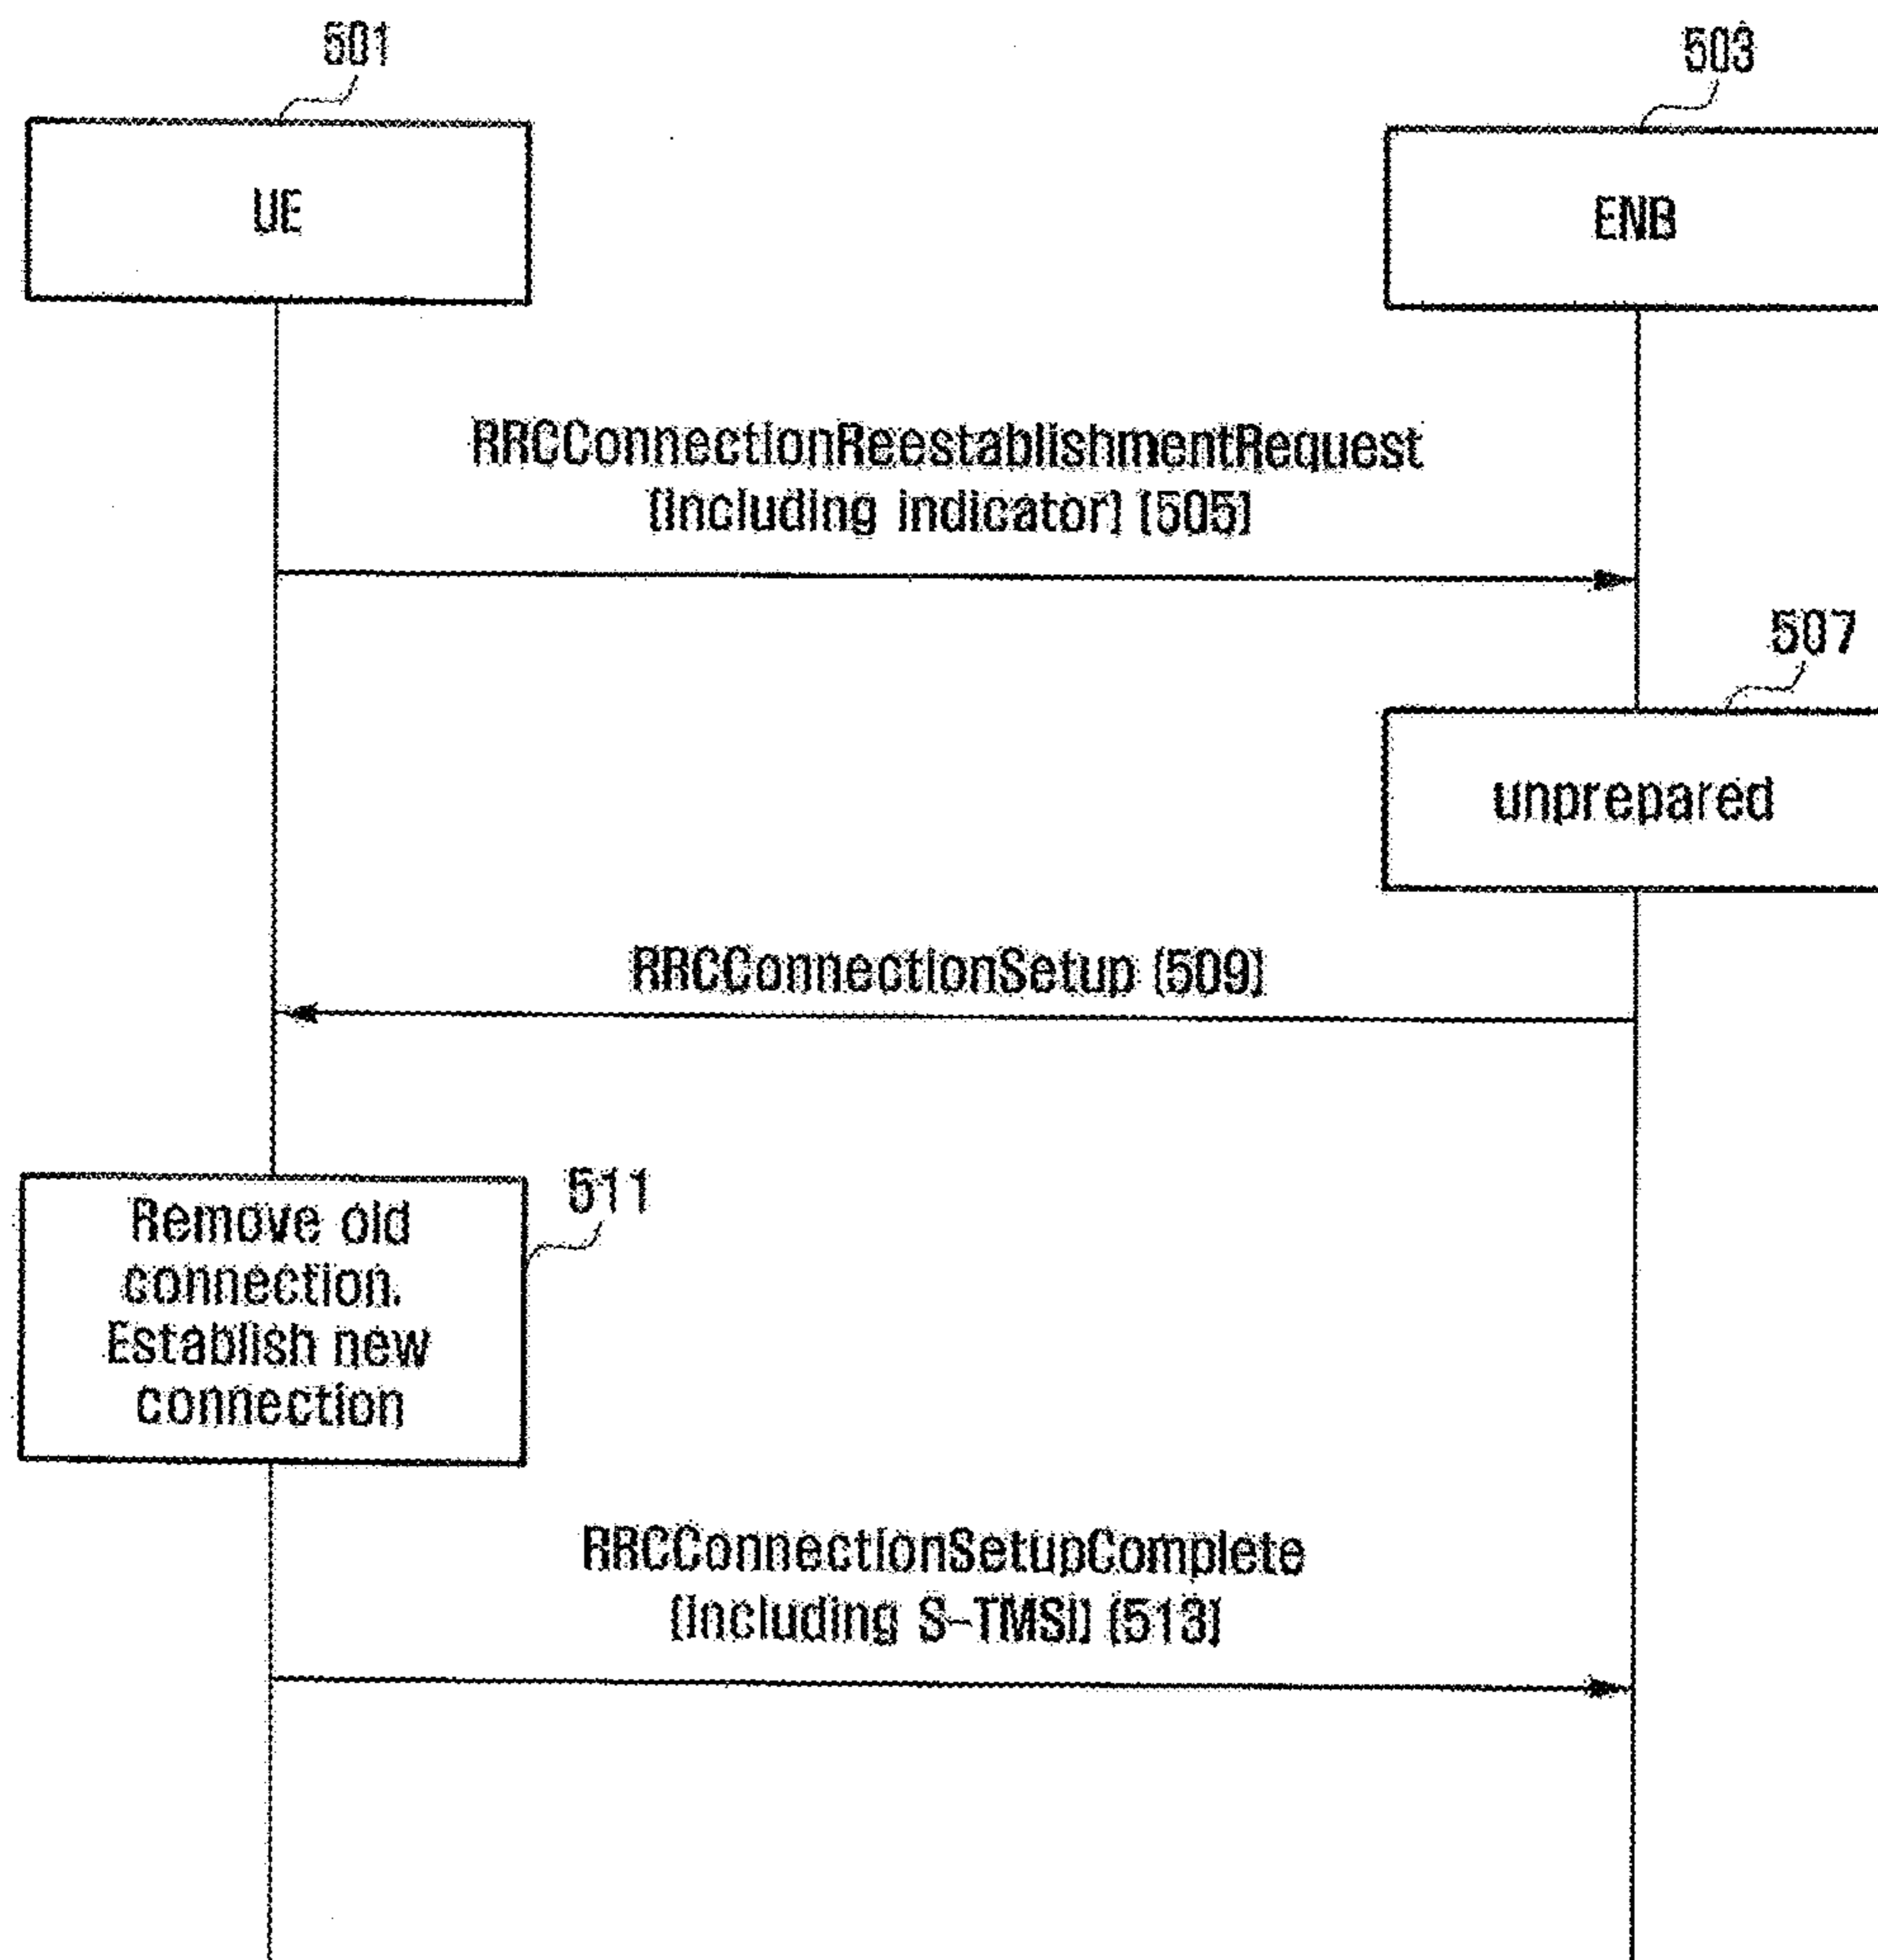 501
503
UE
ENB
RRCConnectionReestablishmentRequest
(including indicator) (505)
507
unprepared
RRCConnectionSetup (509)
Remove old
connection.
Establish new
connection
511
RRCConnectionSetupComplete
(including S-TMSI) (513)